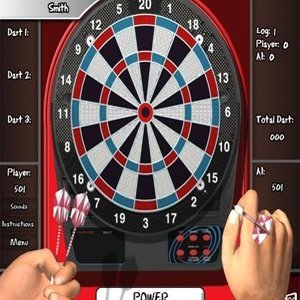 Smith
Dart 1:
Dart 2:
Dart 3:
Player:
501
Sounds
Instructions
Menu
Log: 1
Player: 0
AI: 0
Total Dart:
000
AI:
501
20
1
18
4
13
6
10
15
2
17
3
19
7
16
8
11
14
9
12
5
POWER